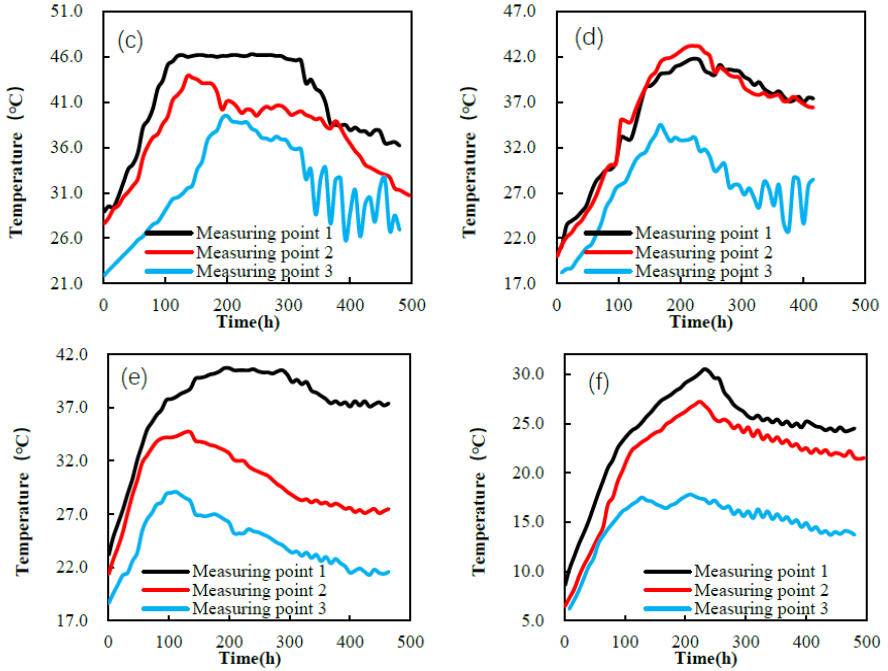 (c)
Temperature (°C)
51.0
46.0
41.0
36.0
31.0
26.0
21.0
Measuring point 1
Measuring point 2
Measuring point 3
0 100 200 300 400 500
Time(h)
(d)
Temperature (°C)
47.0
42.0
37.0
32.0
27.0
22.0
17.0
Measuring point 1
Measuring point 2
Measuring point 3
0 100 200 300 400 500
Time(h)
(e)
Temperature (°C)
42.0
37.0
32.0
27.0
22.0
17.0
Measuring point 1
Measuring point 2
Measuring point 3
0 100 200 300 400 500
Time(h)
(f)
Temperature (°C)
30.0
25.0
20.0
15.0
10.0
5.0
Measuring point 1
Measuring point 2
Measuring point 3
0 100 200 300 400 500
Time(h)